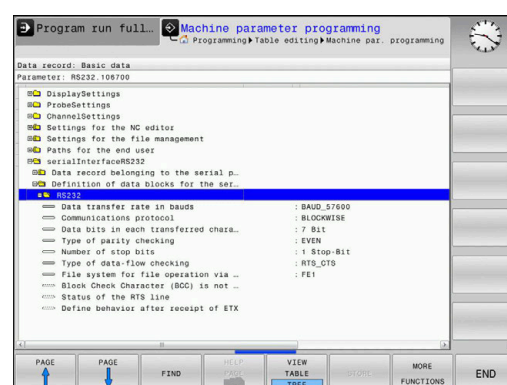 Program run full… Machine parameter programming
Programming Table editing Machine par. programming
Data record: Basic data
Parameter: RS232.106700
DisplaySettings
ProbeSettings
ChannelSettings
Settings for the NC editor
Settings for the file management
Paths for the end user
serialInterfaceRS232
Data record belonging to the serial p…
Definition of data blocks for the ser…
RS232
Data transfer rate in bauds : BAUD_57600
Communications protocol : BLOCKWISE
Data bits in each transferred chara… : 7 Bit
Type of parity checking : EVEN
Number of stop bits : 1 Stop-Bit
Type of data-flow checking : RTS_CTS
File system for file operation via … : FE1
Block Check Character (BCC) is not …
Status of the RTS line
Define behavior after receipt of ETX
PAGE PAGE FIND HELP PAGE VIEW TABLE TREE STORE MORE FUNCTIONS END